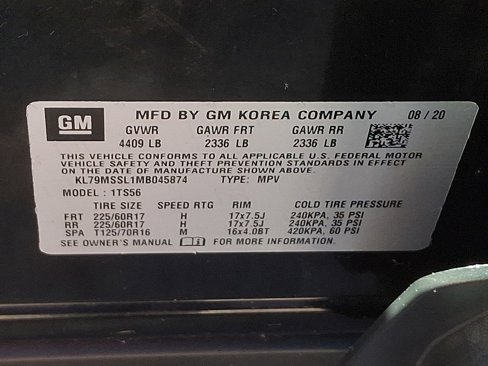 GM MFD BY GM KOREA COMPANY 08/20
GVWR GAWR FRT GAWR RR
4409 LB 2336 LB 2336 LB
THIS VEHICLE CONFORMS TO ALL APPLICABLE U.S. FEDERAL MOTOR
VEHICLE SAFETY AND THEFT PREVENTION STANDARDS IN EFFECT
ON THE DATE OF MANUFACTURE SHOWN ABOVE.
KL79MSSL1MB045874 TYPE: MPV
MODEL : 1TS56
TIRE SIZE SPEED RTG RIM COLD TIRE PRESSURE
FRT 225/60R17 H 17x7.5J 240KPA, 35 PSI
RR 225/60R17 H 17x7.5J 240KPA, 35 PSI
SPA T125/70R16 M 16x4.0BT 420KPA, 60 PSI
SEE OWNER'S MANUAL i FOR MORE INFORMATION.